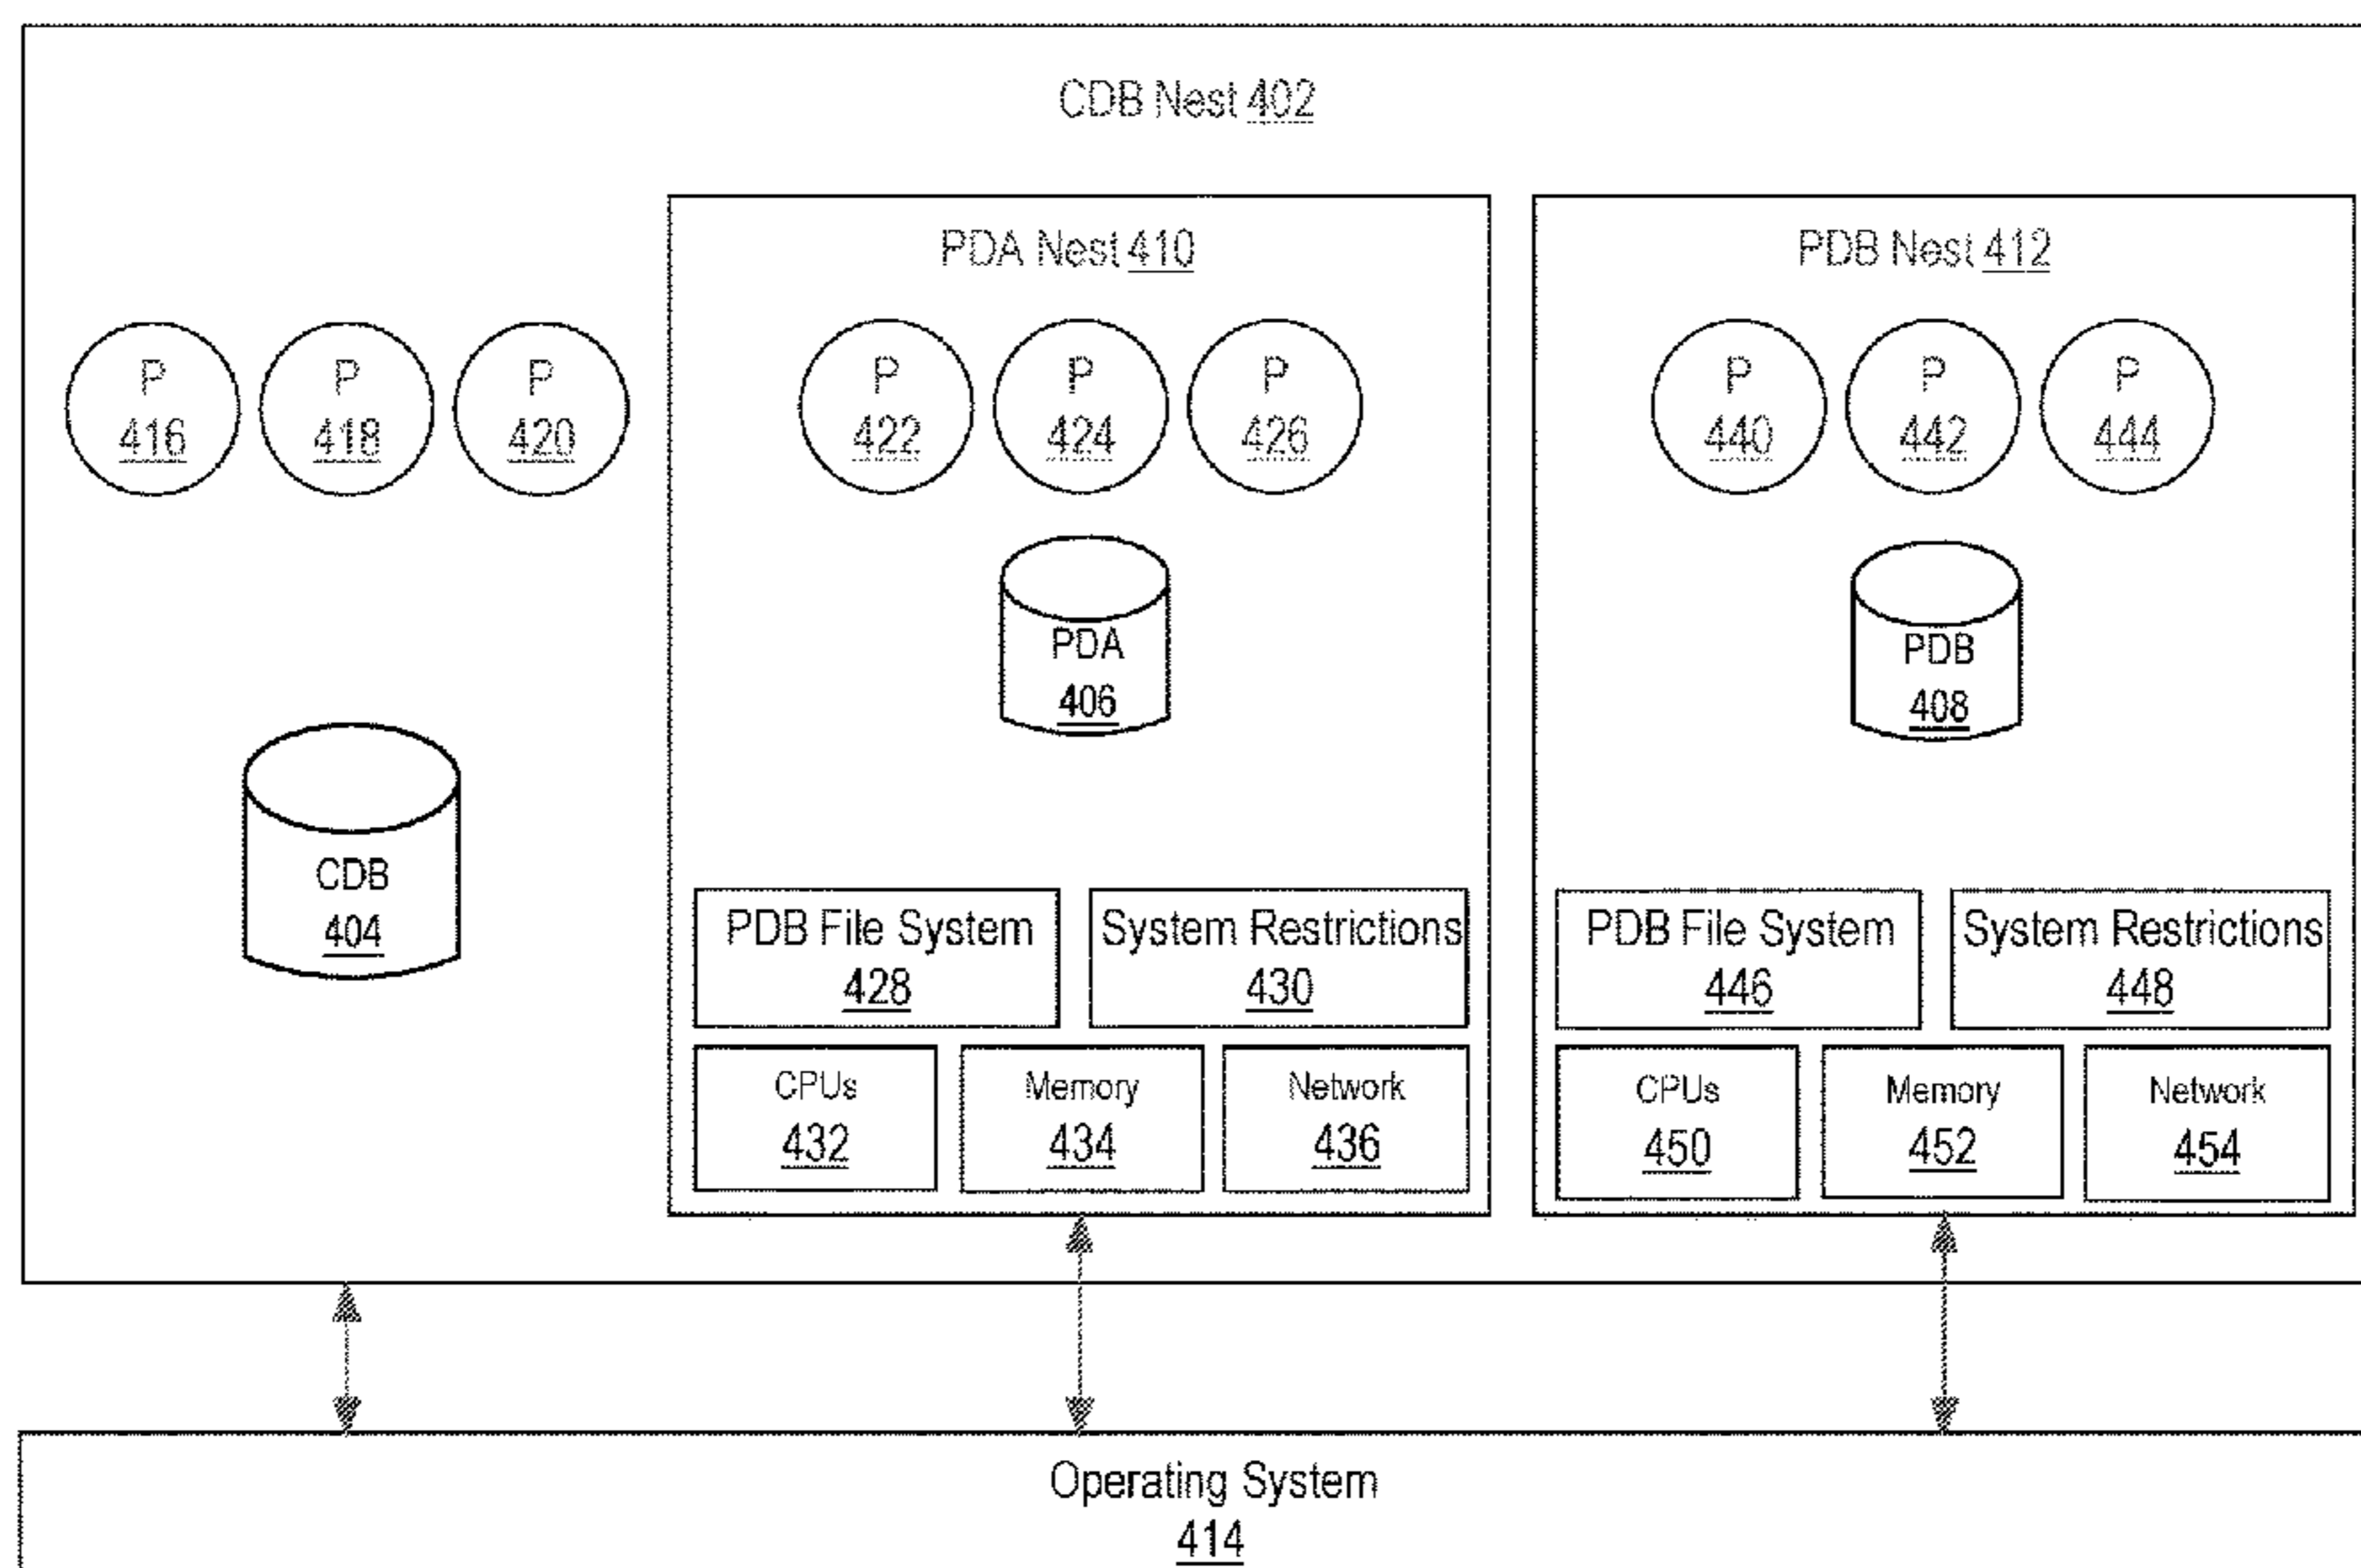 CDB Nest 402
PDA Nest 410
PDB Nest 412
P
416
P
418
P
420
P
422
P
424
P
426
P
440
P
442
P
444
PDA
406
PDB
408
CDB
404
PDB File System
428
System Restrictions
430
PDB File System
446
System Restrictions
448
CPUs
432
Memory
434
Network
436
CPUs
450
Memory
452
Network
454
Operating System
414